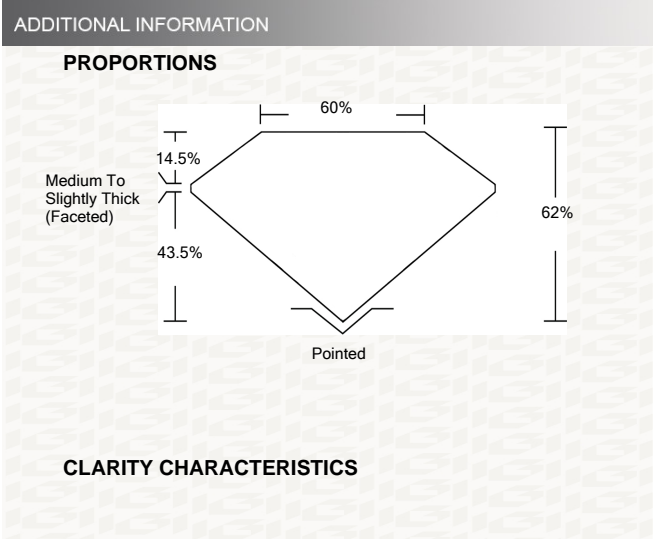 ADDITIONAL INFORMATION
PROPORTIONS
60%
14.5%
Medium To
Slightly Thick
(Faceted)
62%
43.5%
Pointed
CLARITY CHARACTERISTICS